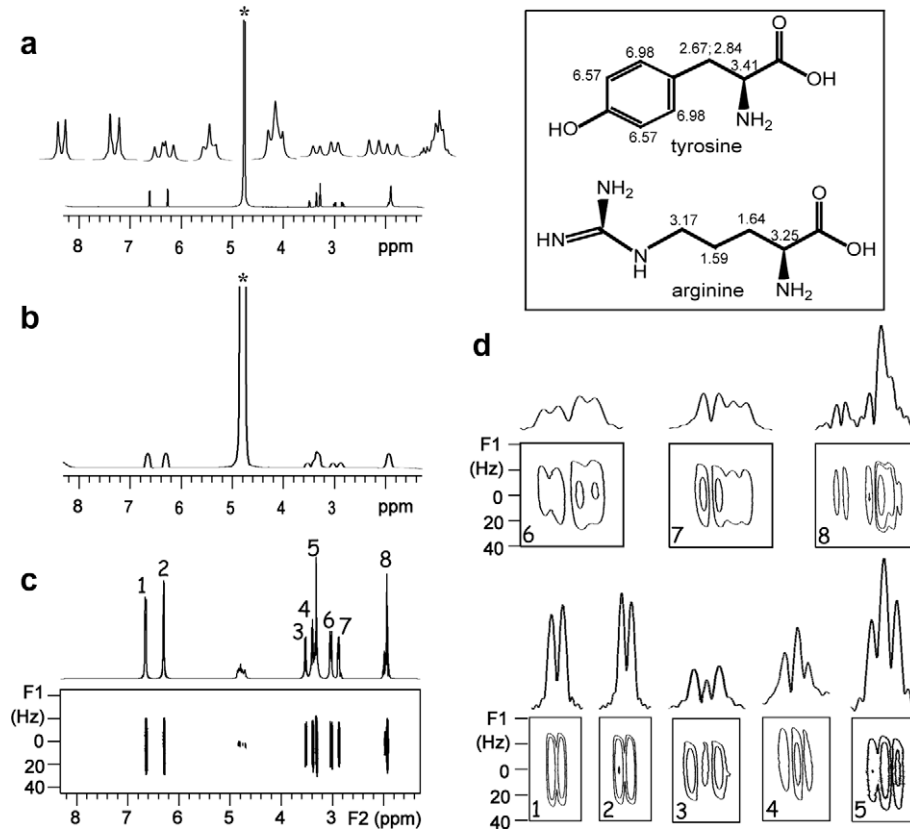 a
*
8 7 6 5 4 3 ppm
b
*
8 7 6 5 4 3 ppm
c
1 2 3 4 5 6 7 8
F1
(Hz)
0
20
40
8 7 6 5 4 3 F2 (ppm)
O
2.67; 2.84
6.98
3.41
6.57
OH
6.98
NH₂
HO
6.57
tyrosine
NH₂
O
3.17
1.64
3.25
HN
OH
N
H
1.59
NH₂
arginine
d
F1
(Hz)
0
20
40
6 7 8
F1
(Hz)
0
20
40
1 2 3 4 5